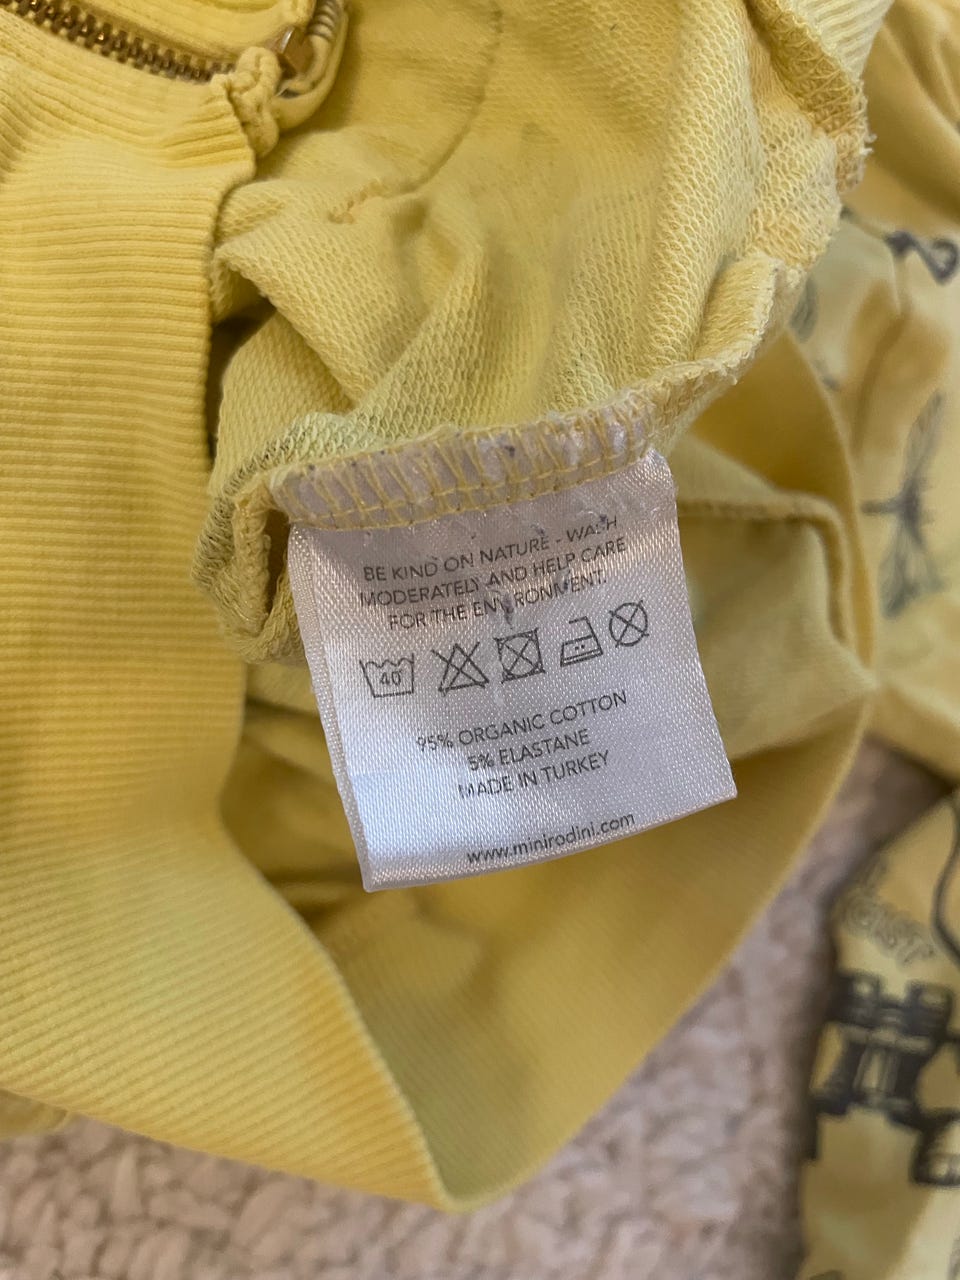 BE KIND ON NATURE - WASH
MODERATELY AND HELP CARE
FOR THE ENVIRONMENT.
40
95% ORGANIC COTTON
5% ELASTANE
MADE IN TURKEY
www.minirodini.com